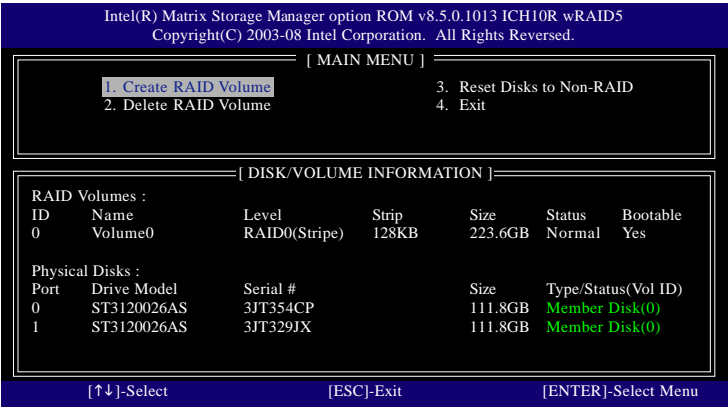 Intel(R) Matrix Storage Manager option ROM v8.5.0.1013 ICH10R wRAID5
Copyright(C) 2003-08 Intel Corporation.  All Rights Reversed.
[ MAIN MENU ]
1. Create RAID Volume 3. Reset Disks to Non-RAID
2. Delete RAID Volume 4. Exit
[ DISK/VOLUME INFORMATION ]
RAID Volumes :
ID Name Level Strip Size Status Bootable
0 Volume0 RAID0(Stripe) 128KB 223.6GB Normal Yes
Physical Disks :
Port Drive Model Serial # Size Type/Status(Vol ID)
0 ST3120026AS 3JT354CP 111.8GB Member Disk(0)
1 ST3120026AS 3JT329JX 111.8GB Member Disk(0)
[↑↓]-Select [ESC]-Exit [ENTER]-Select Menu